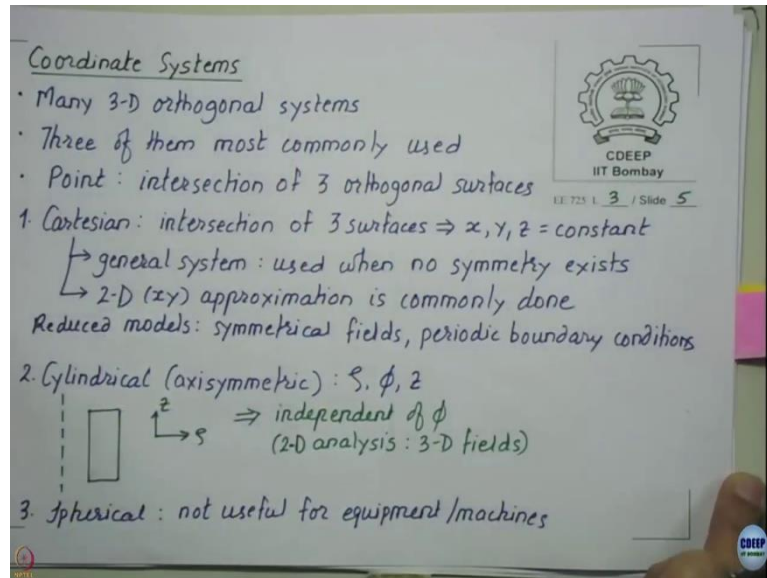 Coordinate Systems
· Many 3-D orthogonal systems
· Three of them most commonly used
· Point : intersection of 3 orthogonal surfaces
CDEEP
IIT Bombay
EE 725 L 3 / Slide 5
1. Cartesian : intersection of 3 surfaces ⇒ x, y, z = constant
→ general system : used when no symmetry exists
→ 2-D (xy) approximation is commonly done
Reduced models : symmetrical fields, periodic boundary conditions
2. Cylindrical (axisymmetric) : ρ, ϕ, z
z
ρ
⇒ independent of ϕ
(2-D analysis : 3-D fields)
3. Spherical : not useful for equipment/machines
NPTEL
CDEEP
IIT BOMBAY